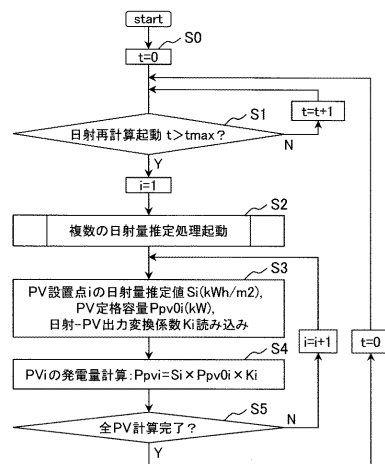 start
S0
t=0
S1
t=t+1
日射再計算起動 t>tmax?
N
Y
i=1
S2
複数の日射量推定処理起動
S3
PV設置点iの日射量推定値Si(kWh/m2),
PV定格容量Ppv0i(kW),
日射-PV出力変換係数Ki読み込み
i=i+1
t=0
S4
PViの発電量計算:Ppvi=Si×Ppv0i×Ki
S5
全PV計算完了?
N
Y